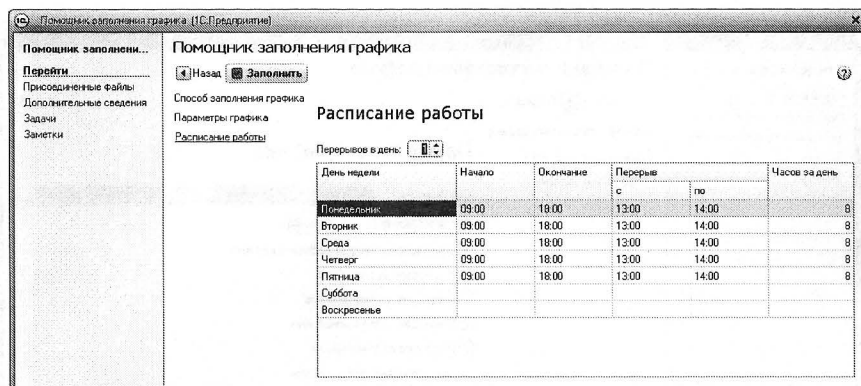 Помощник заполнения графика (1С:Предприятие)
Помощник заполнени...
Перейти
Присоединенные файлы
Дополнительные сведения
Задачи
Заметки
Помощник заполнения графика
Назад Заполнить
Способ заполнения графика
Параметры графика
Расписание работы
Расписание работы
Перерывов в день: 1
День недели Начало Окончание Перерыв Часов за день
с по
Понедельник 09:00 18:00 13:00 14:00 8
Вторник 09:00 18:00 13:00 14:00 8
Среда 09:00 18:00 13:00 14:00 8
Четверг 09:00 18:00 13:00 14:00 8
Пятница 09:00 18:00 13:00 14:00 8
Суббота
Воскресенье